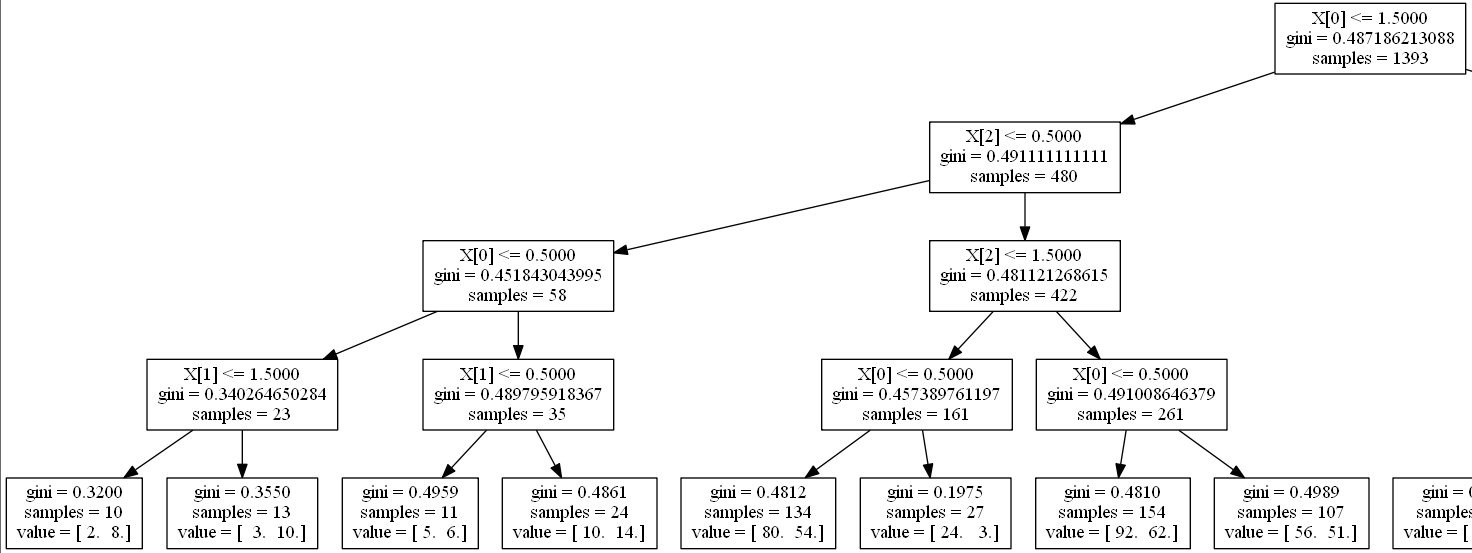 X[0] <= 1.5000
gini = 0.487186213088
samples = 1393
X[2] <= 0.5000
gini = 0.491111111111
samples = 480
X[0] <= 0.5000
gini = 0.451843043995
samples = 58
X[2] <= 1.5000
gini = 0.481121268615
samples = 422
X[1] <= 1.5000
gini = 0.340264650284
samples = 23
X[1] <= 0.5000
gini = 0.489795918367
samples = 35
X[0] <= 0.5000
gini = 0.457389761197
samples = 161
X[0] <= 0.5000
gini = 0.491008646379
samples = 261
gini = 0.3200
samples = 10
value = [ 2. 8.]
gini = 0.3550
samples = 13
value = [ 3. 10.]
gini = 0.4959
samples = 11
value = [ 5. 6.]
gini = 0.4861
samples = 24
value = [ 10. 14.]
gini = 0.4812
samples = 134
value = [ 80. 54.]
gini = 0.1975
samples = 27
value = [ 24. 3.]
gini = 0.4810
samples = 154
value = [ 92. 62.]
gini = 0.4989
samples = 107
value = [ 56. 51.]
gini =
samples
value = [